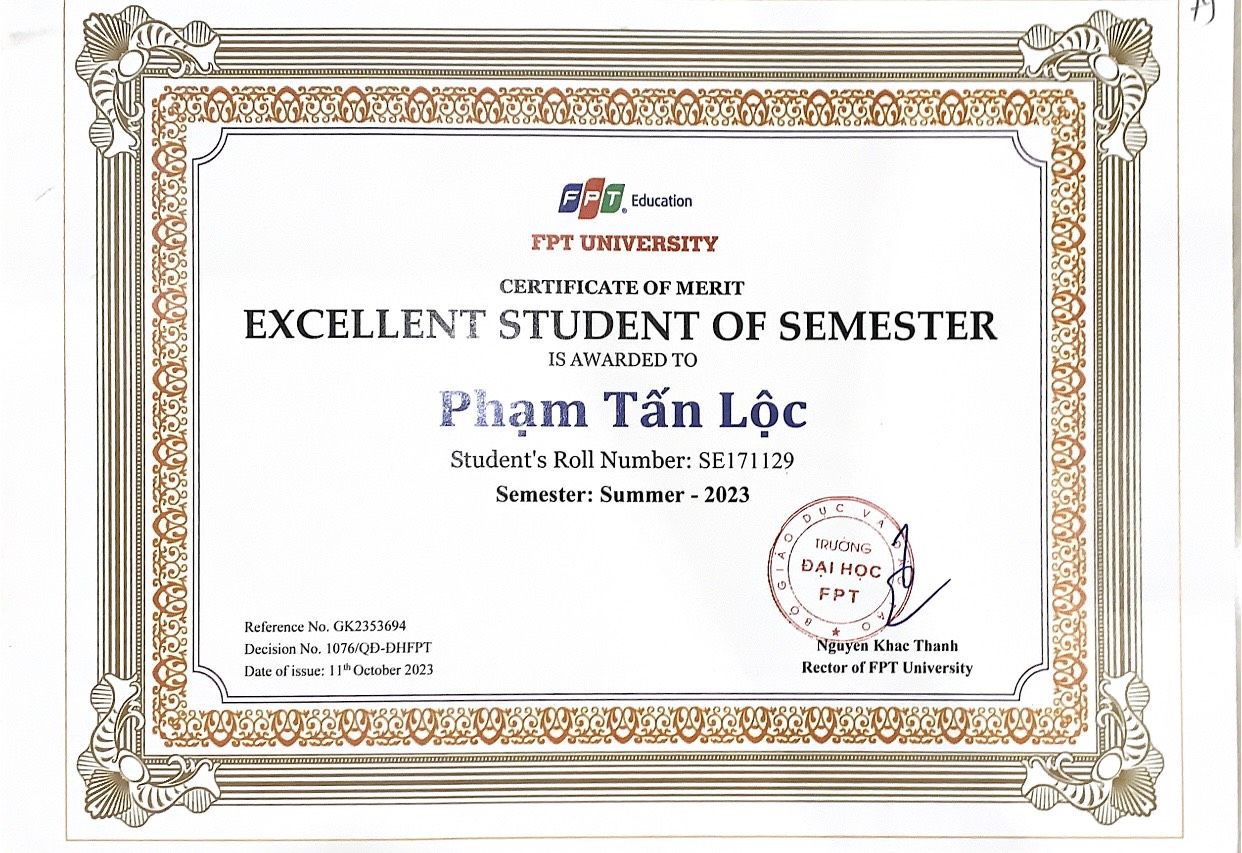 79
FPT Education
FPT UNIVERSITY
CERTIFICATE OF MERIT
EXCELLENT STUDENT OF SEMESTER
IS AWARDED TO
Phạm Tấn Lộc
Student's Roll Number: SE171129
Semester: Summer - 2023
BỘ GIÁO DỤC VÀ ĐÀO TẠO
TRƯỜNG
ĐẠI HỌC
FPT
Reference No. GK2353694
Decision No. 1076/QĐ-ĐHFPT
Date of issue: 11th October 2023
Nguyen Khac Thanh
Rector of FPT University